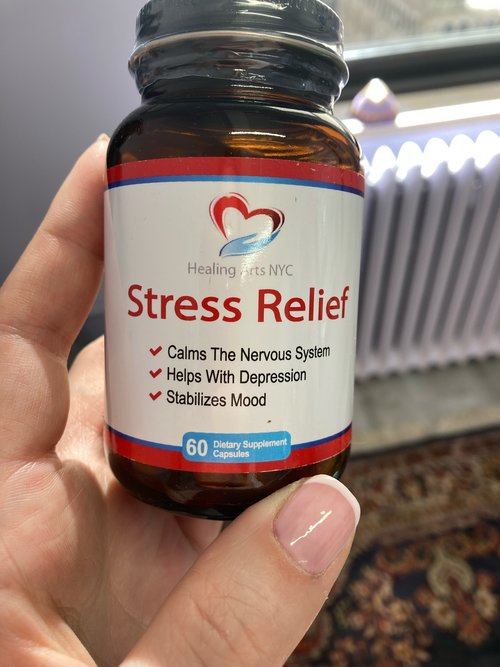 Healing Arts NYC
Stress Relief
Calms The Nervous System
Helps With Depression
Stabilizes Mood
60 Dietary Supplement
Capsules